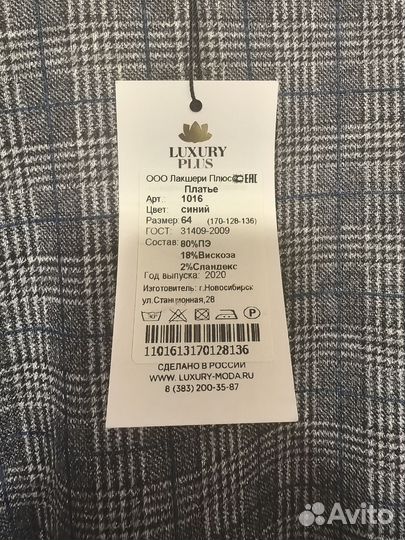 LUXURY
PLUS
ООО Лакшери Плюс ЕАС
Платье
Арт.: 1016
Цвет: синий
Размер: 64 (170-128-136)
ГОСТ: 31409-2009
Состав: 80%ПЭ
18%Вискоза
2%Спандекс
Год выпуска: 2020
Изготовитель: г.Новосибирск
ул.Станционная,28
1101613170128136
СДЕЛАНО В РОССИИ
WWW. LUXURY-MODA.RU
8 (383) 200-35-87
Avito